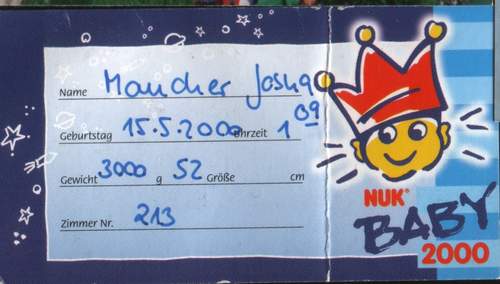 Name Mancher Josha
Geburtstag 15.5.2000 Uhrzeit 1 09
Gewicht 3000 g 52 Größe cm
Zimmer Nr. 213
NUK®
BABY
2000